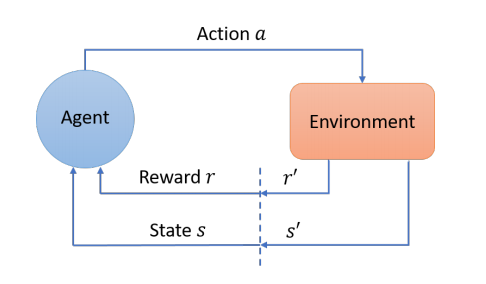 Action a
Agent
Environment
Reward r
r′
State s
s′